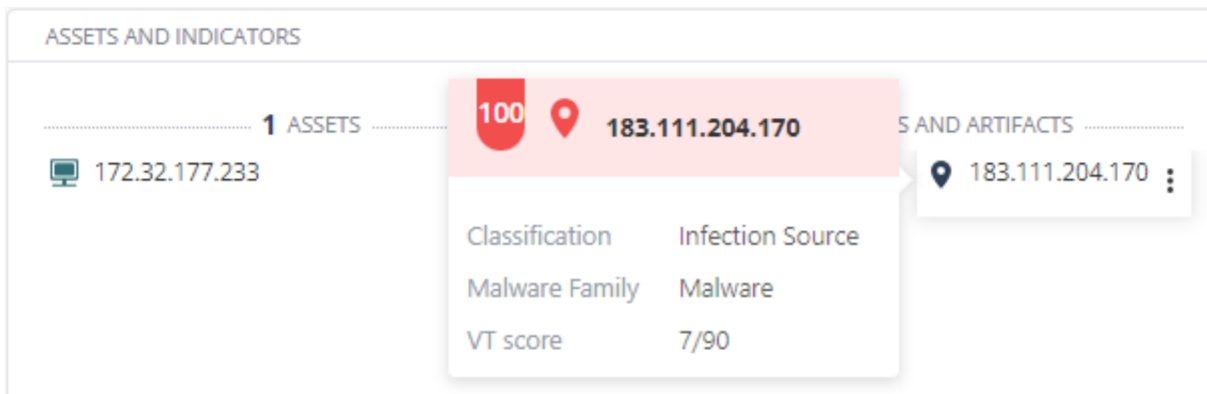 ASSETS AND INDICATORS
1 ASSETS
172.32.177.233
100 183.111.204.170
Classification Infection Source
Malware Family Malware
VT score 7/90
S AND ARTIFACTS
183.111.204.170